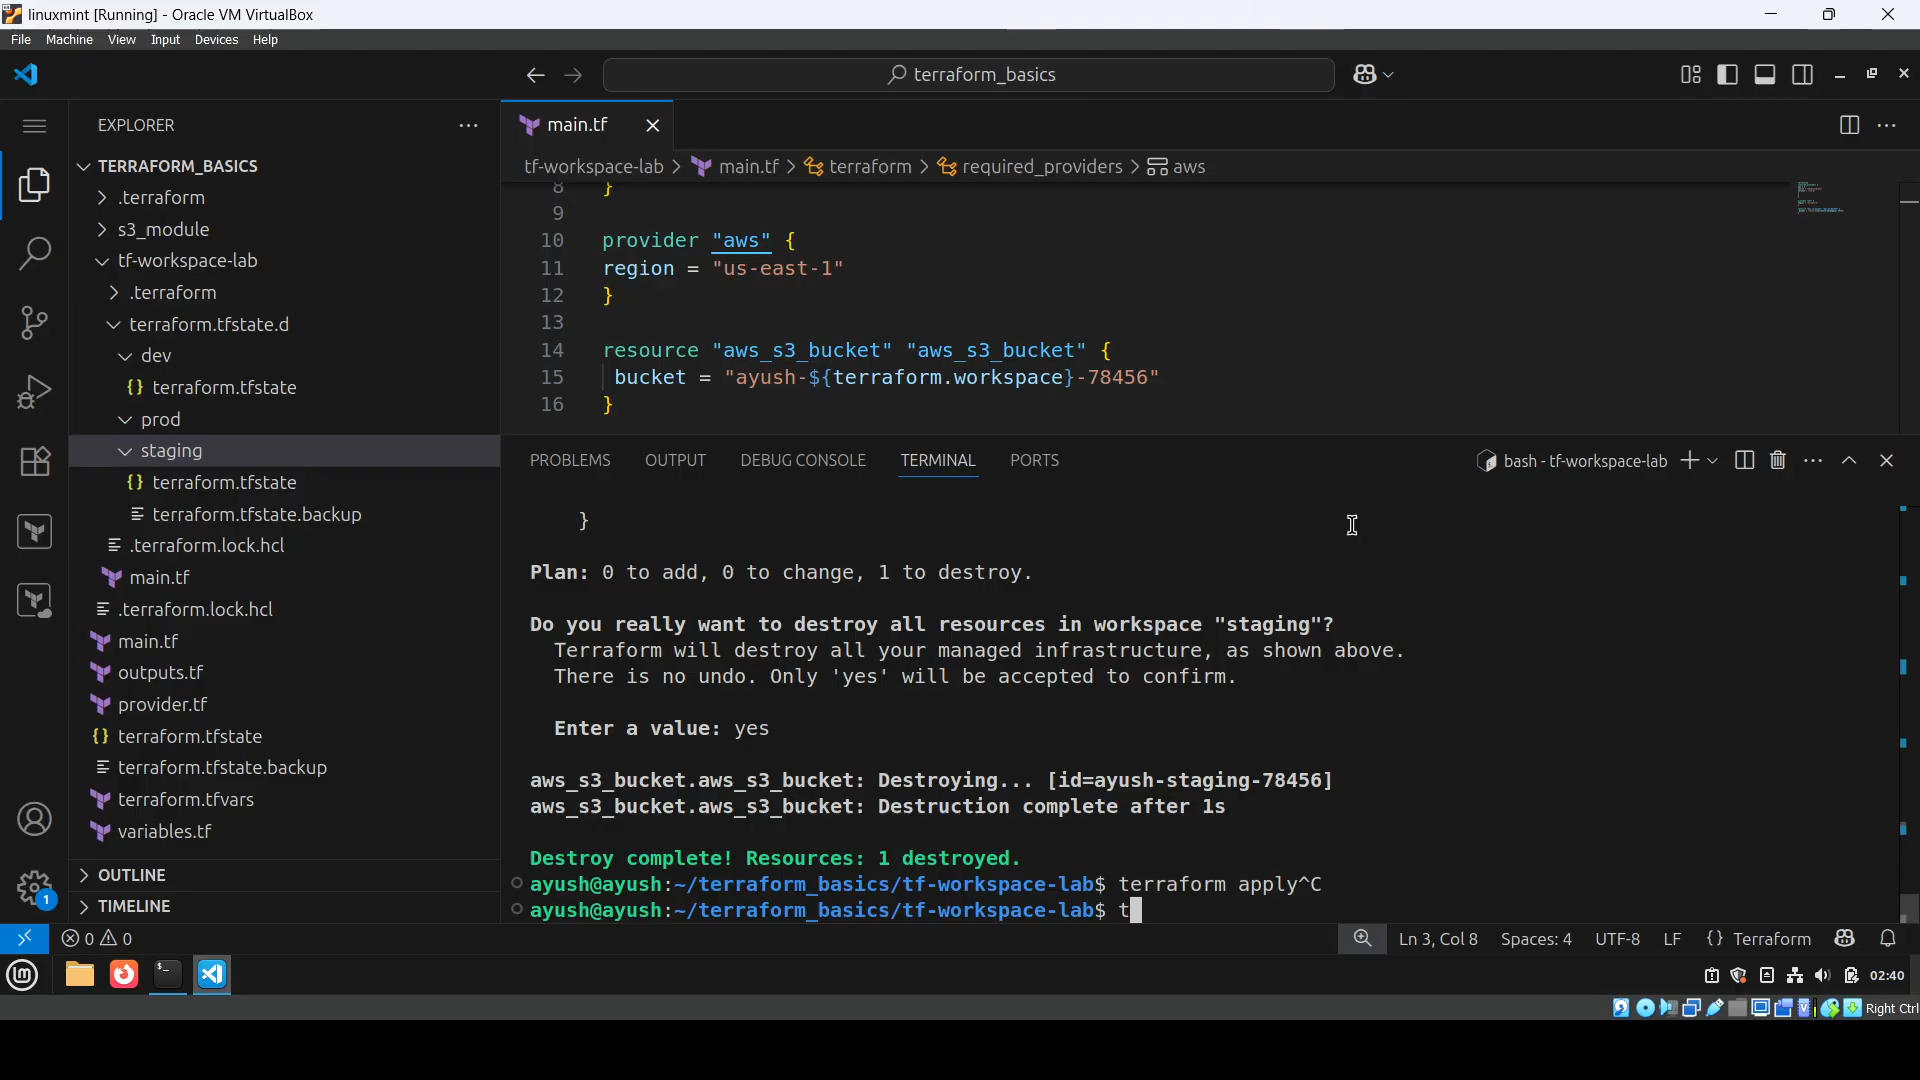 linuxmint [Running] - Oracle VM VirtualBox
File Machine View Input Devices Help
terraform_basics
EXPLORER
TERRAFORM_BASICS
.terraform
s3_module
tf-workspace-lab
.terraform
terraform.tfstate.d
dev
terraform.tfstate
prod
staging
terraform.tfstate
terraform.tfstate.backup
.terraform.lock.hcl
main.tf
.terraform.lock.hcl
main.tf
outputs.tf
provider.tf
terraform.tfstate
terraform.tfstate.backup
terraform.tfvars
variables.tf
OUTLINE
TIMELINE
1
main.tf
tf-workspace-lab > main.tf > terraform > required_providers > aws
8 }
9
10 provider "aws" {
11 region = "us-east-1"
12 }
13
14 resource "aws_s3_bucket" "aws_s3_bucket" {
15 bucket = "ayush-${terraform.workspace}-78456"
16 }
PROBLEMS OUTPUT DEBUG CONSOLE TERMINAL PORTS
bash - tf-workspace-lab
}
Plan: 0 to add, 0 to change, 1 to destroy.
Do you really want to destroy all resources in workspace "staging"?
Terraform will destroy all your managed infrastructure, as shown above.
There is no undo. Only 'yes' will be accepted to confirm.
Enter a value: yes
aws_s3_bucket.aws_s3_bucket: Destroying... [id=ayush-staging-78456]
aws_s3_bucket.aws_s3_bucket: Destruction complete after 1s
Destroy complete! Resources: 1 destroyed.
ayush@ayush:~/terraform_basics/tf-workspace-lab$ terraform apply^C
ayush@ayush:~/terraform_basics/tf-workspace-lab$ t
0 0
Ln 3, Col 8 Spaces: 4 UTF-8 LF {} Terraform
02:40
Right Ctrl